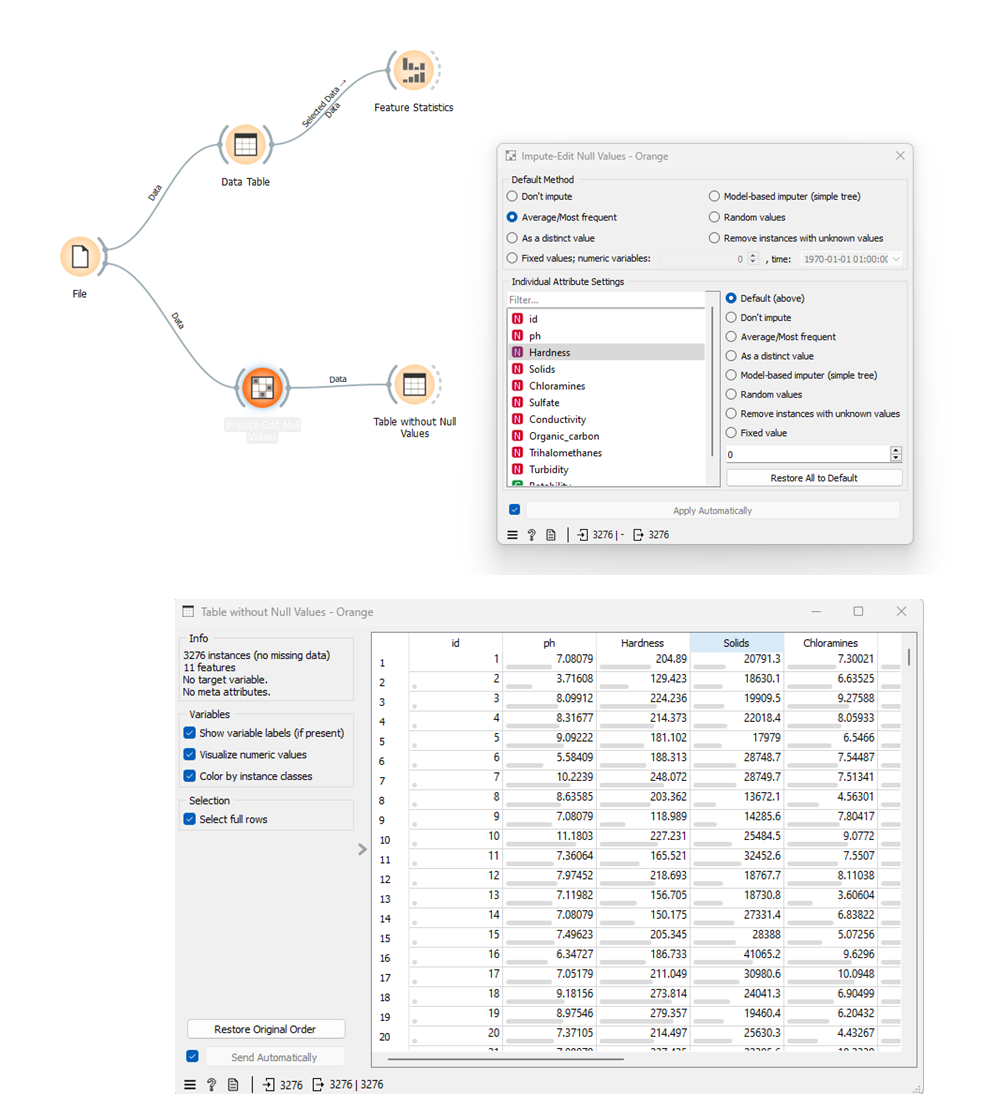 Feature Statistics
Selected Data →
Data
Data Table
Data
File
Data
Impute-Edit Null
Values
Data
Table without Null
Values
Impute-Edit Null Values - Orange
Default Method
Don't impute
Model-based imputer (simple tree)
Average/Most frequent
Random values
As a distinct value
Remove instances with unknown values
Fixed values; numeric variables: 0 , time: 1970-01-01 01:00:00
Individual Attribute Settings
Filter...
N id
N ph
N Hardness
N Solids
N Chloramines
N Sulfate
N Conductivity
N Organic_carbon
N Trihalomethanes
N Turbidity
C Potability
Default (above)
Don't impute
Average/Most frequent
As a distinct value
Model-based imputer (simple tree)
Random values
Remove instances with unknown values
Fixed value
0
Restore All to Default
Apply Automatically
? 3276 | - 3276
Table without Null Values - Orange
Info
3276 instances (no missing data)
11 features
No target variable.
No meta attributes.
Variables
Show variable labels (if present)
Visualize numeric values
Color by instance classes
Selection
Select full rows
Restore Original Order
Send Automatically
? 3276 3276 | 3276
id ph Hardness Solids Chloramines
1 1 7.08079 204.89 20791.3 7.30021
2 2 3.71608 129.423 18630.1 6.63525
3 3 8.09912 224.236 19909.5 9.27588
4 4 8.31677 214.373 22018.4 8.05933
5 5 9.09222 181.102 17979 6.5466
6 6 5.58409 188.313 28748.7 7.54487
7 7 10.2239 248.072 28749.7 7.51341
8 8 8.63585 203.362 13672.1 4.56301
9 9 7.08079 118.989 14285.6 7.80417
10 10 11.1803 227.231 25484.5 9.0772
11 11 7.36064 165.521 32452.6 7.5507
12 12 7.97452 218.693 18767.7 8.11038
13 13 7.11982 156.705 18730.8 3.60604
14 14 7.08079 150.175 27331.4 6.83822
15 15 7.49623 205.345 28388 5.07256
16 16 6.34727 186.733 41065.2 9.6296
17 17 7.05179 211.049 30980.6 10.0948
18 18 9.18156 273.814 24041.3 6.90499
19 19 8.97546 279.357 19460.4 6.20432
20 20 7.37105 214.497 25630.3 4.43267